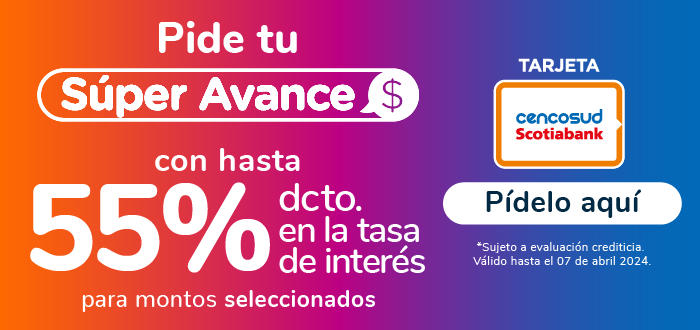 Pide tu
Súper Avance $
con hasta
55% dcto.
en la tasa
de interés
para montos seleccionados
TARJETA
cencosud
Scotiabank
Pídelo aquí
*Sujeto a evaluación crediticia.
Válido hasta el 07 de abril 2024.